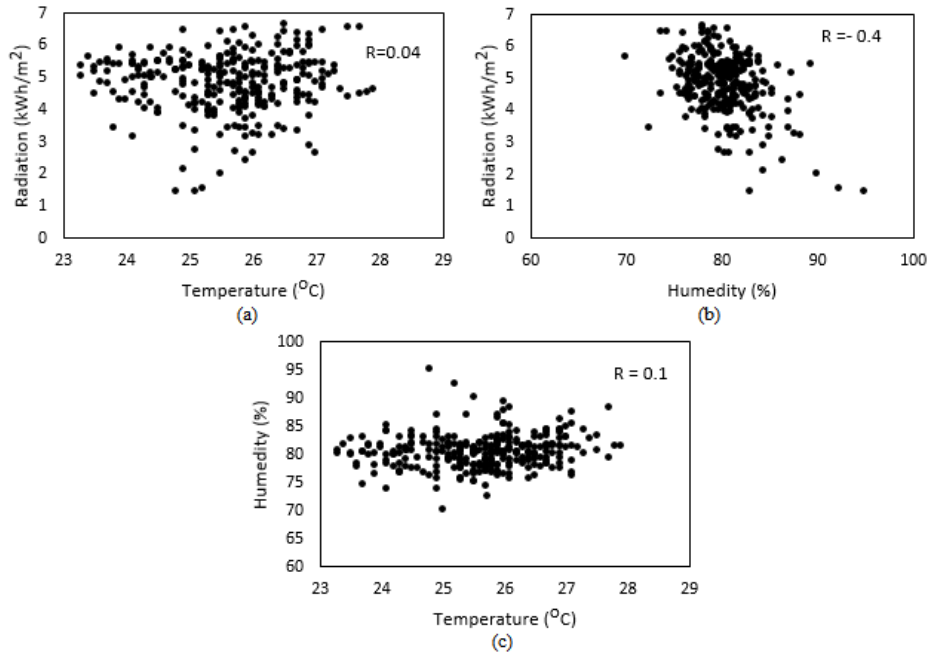 7
6
5
4
3
2
1
0
Radiation (kWh/m²)
R=0.04
23 24 25 26 27 28 29
Temperature (ᴼC)
(a)
7
6
5
4
3
2
1
0
Radiation (kWh/m²)
R =- 0.4
60 70 80 90 100
Humedity (%)
(b)
100
95
90
85
80
75
70
65
60
Humedity (%)
R = 0.1
23 24 25 26 27 28 29
Temperature (ᴼC)
(c)